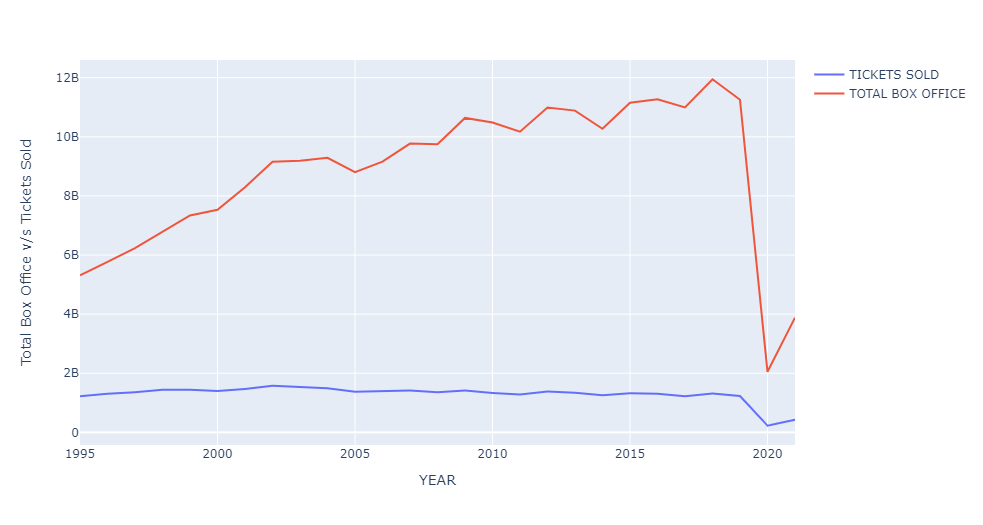 TICKETS SOLD
TOTAL BOX OFFICE
Total Box Office v/s Tickets Sold
12B
10B
8B
6B
4B
2B
0
1995 2000 2005 2010 2015 2020
YEAR